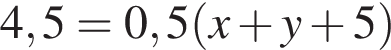 4,5 = 0,5(x + y + 5)